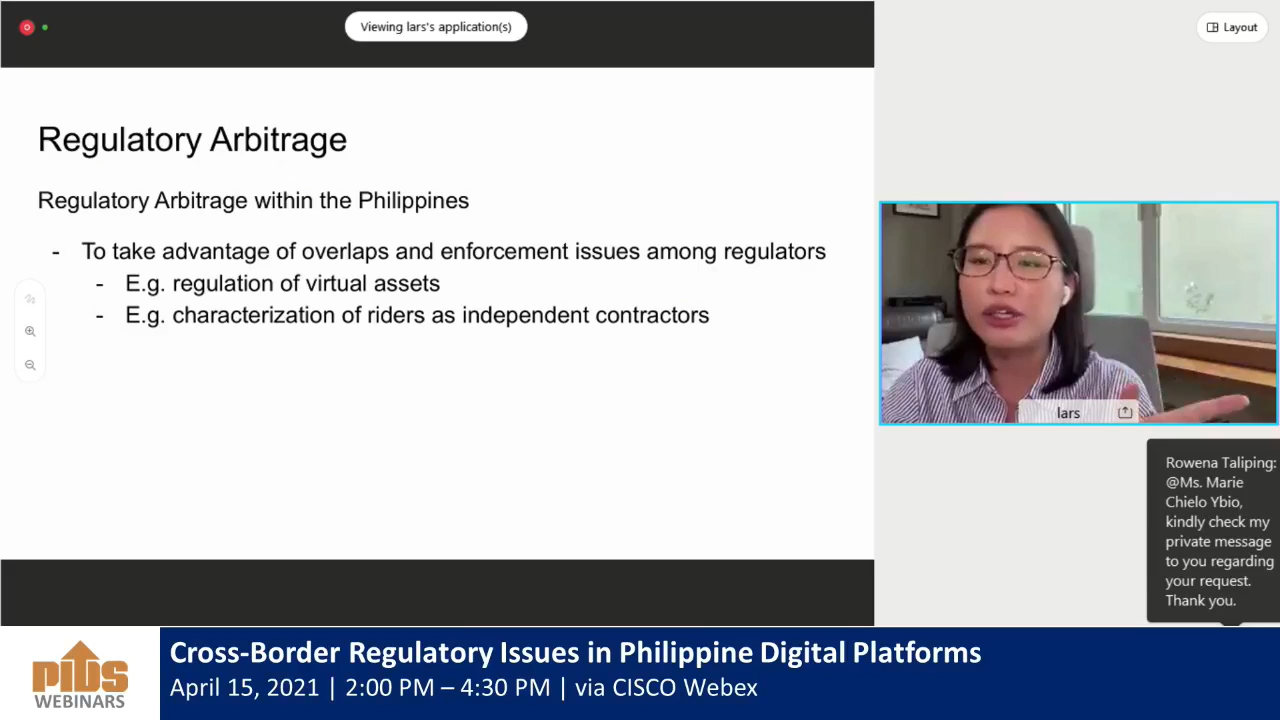 Viewing lars's application(s)
Layout
Regulatory Arbitrage
Regulatory Arbitrage within the Philippines
- To take advantage of overlaps and enforcement issues among regulators
- E.g. regulation of virtual assets
- E.g. characterization of riders as independent contractors
lars
Rowena Taliping:
@Ms. Marie
Chielo Ybio,
kindly check my
private message
to you regarding
your request.
Thank you.
PIDS
WEBINARS
Cross-Border Regulatory Issues in Philippine Digital Platforms
April 15, 2021 | 2:00 PM – 4:30 PM | via CISCO Webex